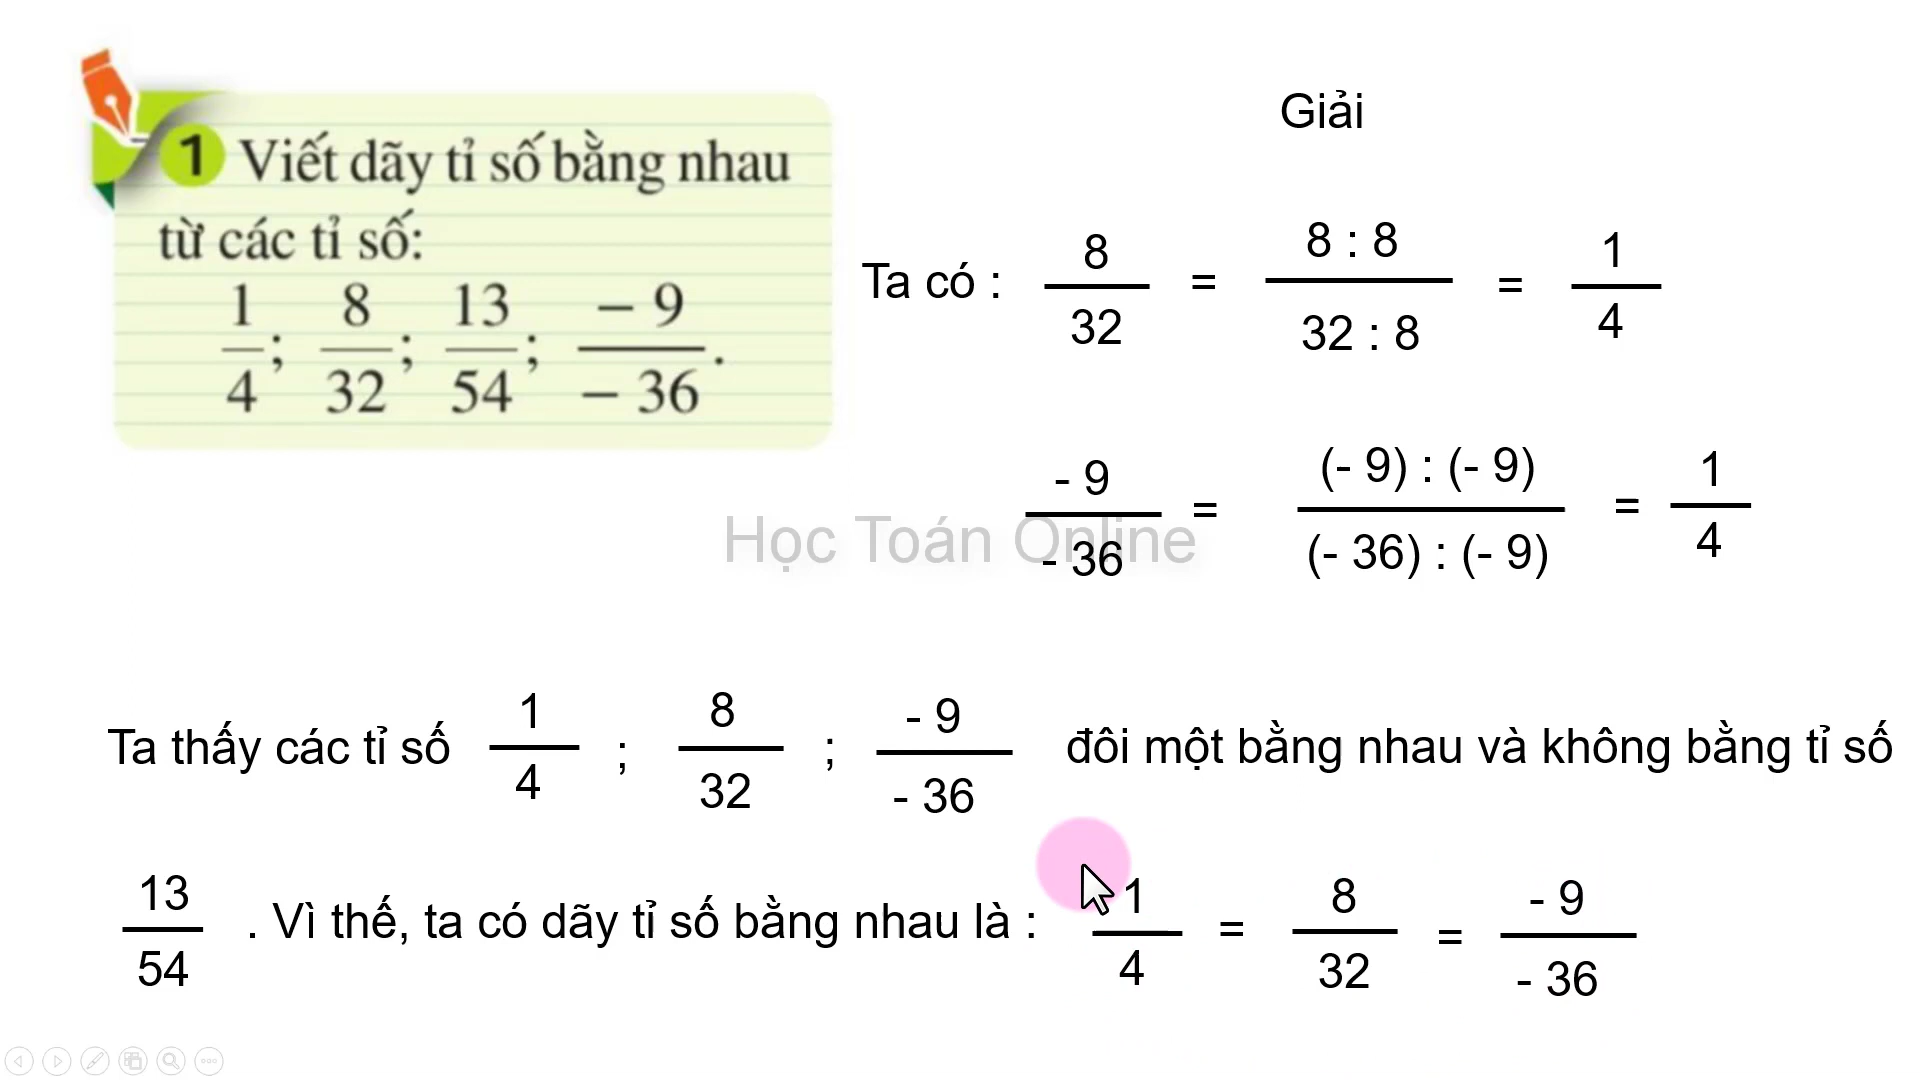 1 Viết dãy tỉ số bằng nhau
từ các tỉ số:
1/4; 8/32; 13/54; – 9/– 36.
Giải
Ta có : 8/32 = 8 : 8/32 : 8 = 1/4
- 9/- 36 = (- 9) : (- 9)/(- 36) : (- 9) = 1/4
Học Toán Online
Ta thấy các tỉ số 1/4 ; 8/32 ; - 9/- 36 đôi một bằng nhau và không bằng tỉ số
13/54 . Vì thế, ta có dãy tỉ số bằng nhau là : 1/4 = 8/32 = - 9/- 36